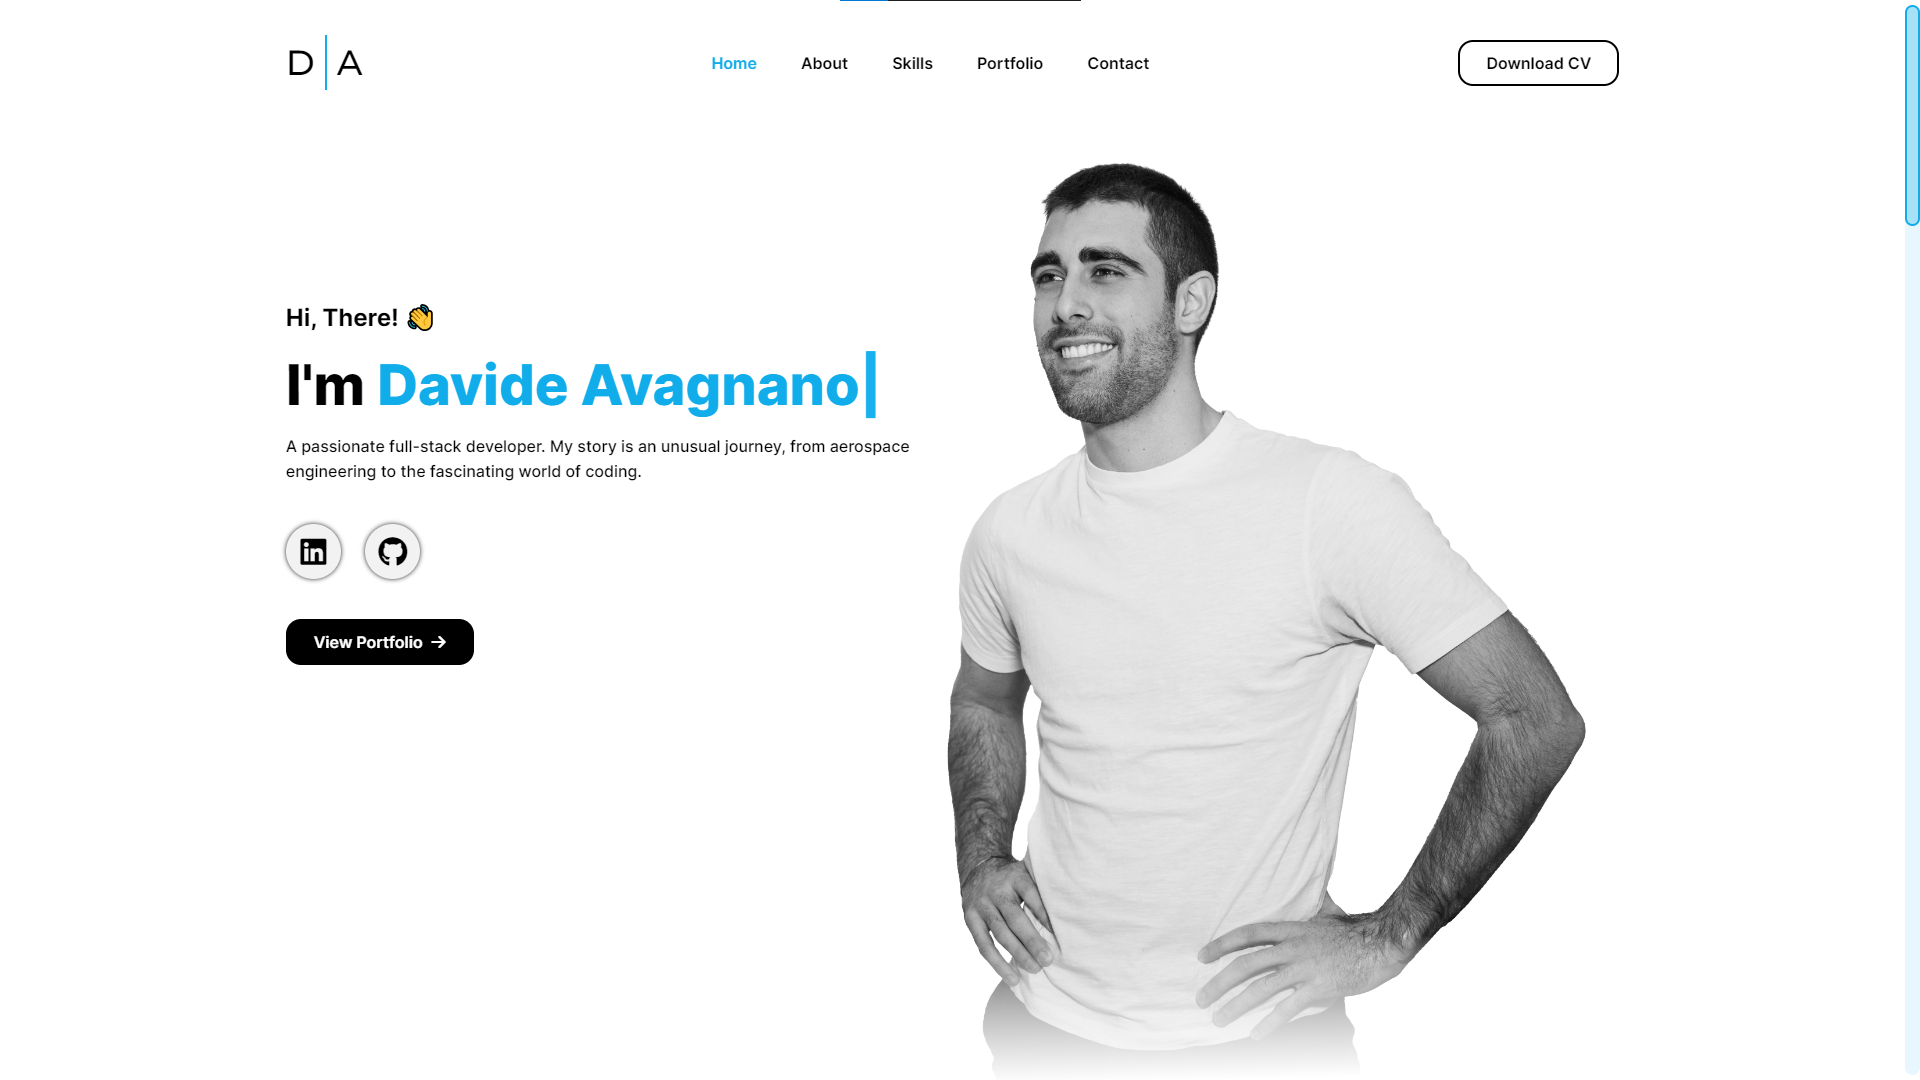 D | A
Home About Skills Portfolio Contact Download CV
Hi, There! 👋
I'm Davide Avagnano|
A passionate full-stack developer. My story is an unusual journey, from aerospace
engineering to the fascinating world of coding.
in
View Portfolio →